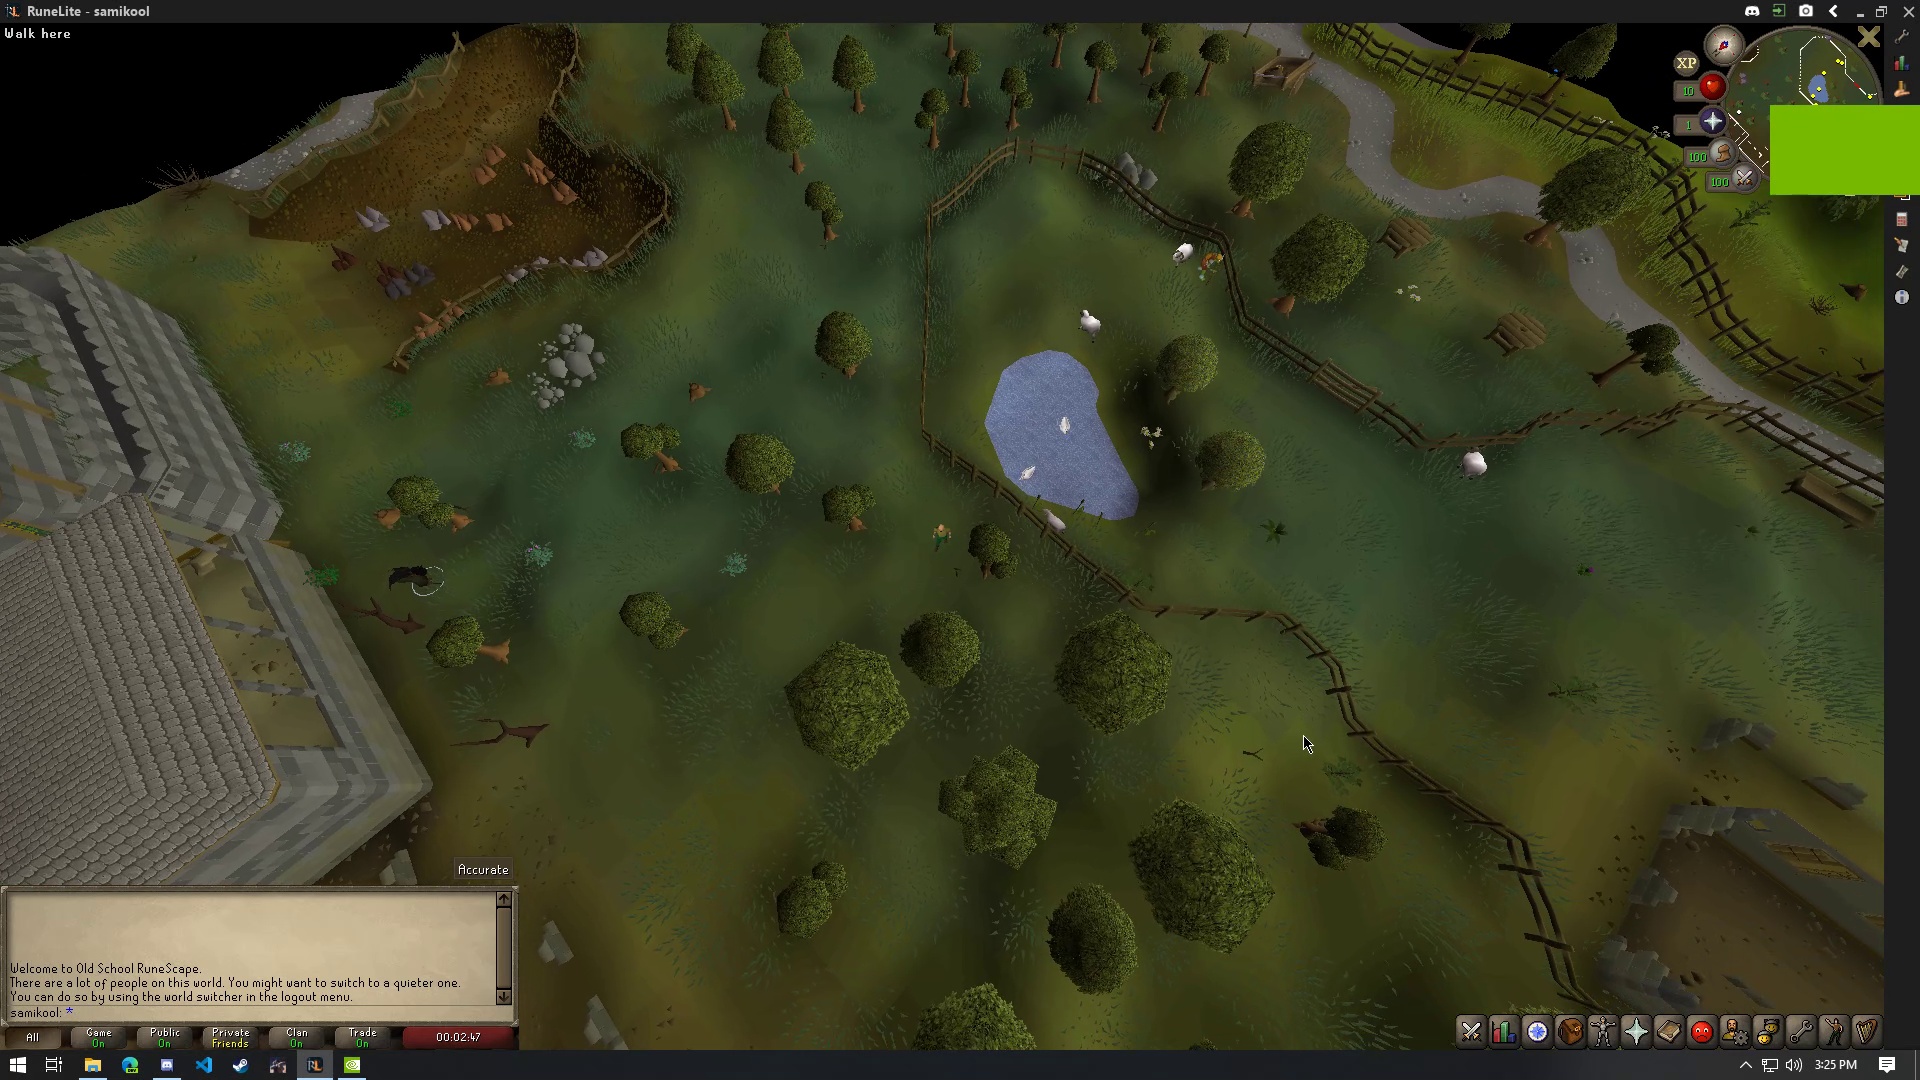 RuneLite - samikool
Walk here
XP
10
1
100
100
Accurate
Welcome to Old School RuneScape.
There are a lot of people on this world. You might want to switch to a quieter one.
You can do so by using the world switcher in the logout menu.
samikool: *
All
Game
On
Public
On
Private
Friends
Clan
On
Trade
On
00:02:47
3:25 PM